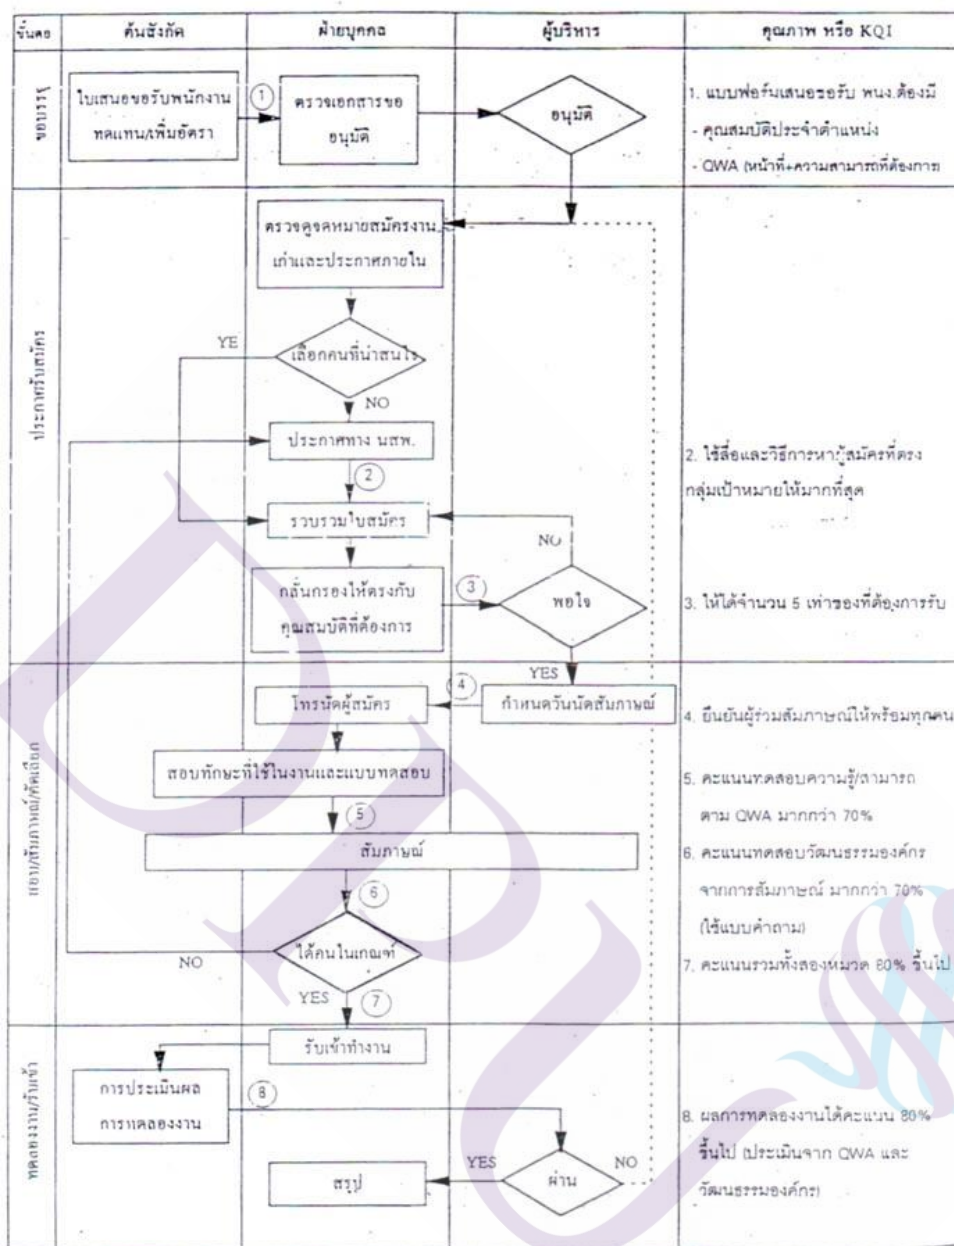 ขั้นตอ ต้นสังกัด ฝ่ายบุคคล ผู้บริหาร คุณภาพ หรือ KQI
ขอบรรจุ
ใบเสนอขอรับพนักงาน
ทดแทน/เพิ่มอัตรา
1
ตรวจเอกสารขอ
อนุมัติ
อนุมัติ
1. แบบฟอร์มเสนอขอรับ พนง.ต้องมี
- คุณสมบัติประจำตำแหน่ง
- QWA (หน้าที่+ความสามารถที่ต้องการ)
ประกาศรับสมัคร
ตรวจดูจดหมายสมัครงาน
เก่าและประกาศภายใน
YE
เลือกคนที่น่าสนใจ
NO
ประกาศทาง นสพ.
2
รวบรวมใบสมัคร
NO
กลั่นกรองให้ตรงกับ
คุณสมบัติที่ต้องการ
3
พอใจ
YES
2. ใช้สื่อและวิธีการหาผู้สมัครที่ตรง
กลุ่มเป้าหมายให้มากที่สุด
3. ให้ได้จำนวน 5 เท่าของที่ต้องการรับ
สอบ/สัมภาษณ์/คัดเลือก
โทรนัดผู้สมัคร
4
กำหนดวันนัดสัมภาษณ์
สอบทักษะที่ใช้ในงานและแบบทดสอบ
5
สัมภาษณ์
6
ได้คนในเกณฑ์
NO
YES
7
4. ยืนยันผู้ร่วมสัมภาษณ์ให้พร้อมทุกคน
5. คะแนนทดสอบความรู้/สามารถ
ตาม QWA มากกว่า 70%
6. คะแนนทดสอบวัฒนธรรมองค์กร
จากการสัมภาษณ์ มากกว่า 70%
(ใช้แบบคำถาม)
7. คะแนนรวมทั้งสองหมวด 80% ขึ้นไป
ทดลองงาน/รับเข้า
รับเข้าทำงาน
การประเมินผล
การทดลองงาน
8
YES
ผ่าน
NO
สรุป
8. ผลการทดลองงานได้คะแนน 80%
ขึ้นไป (ประเมินจาก QWA และ
วัฒนธรรมองค์กร)
DPU